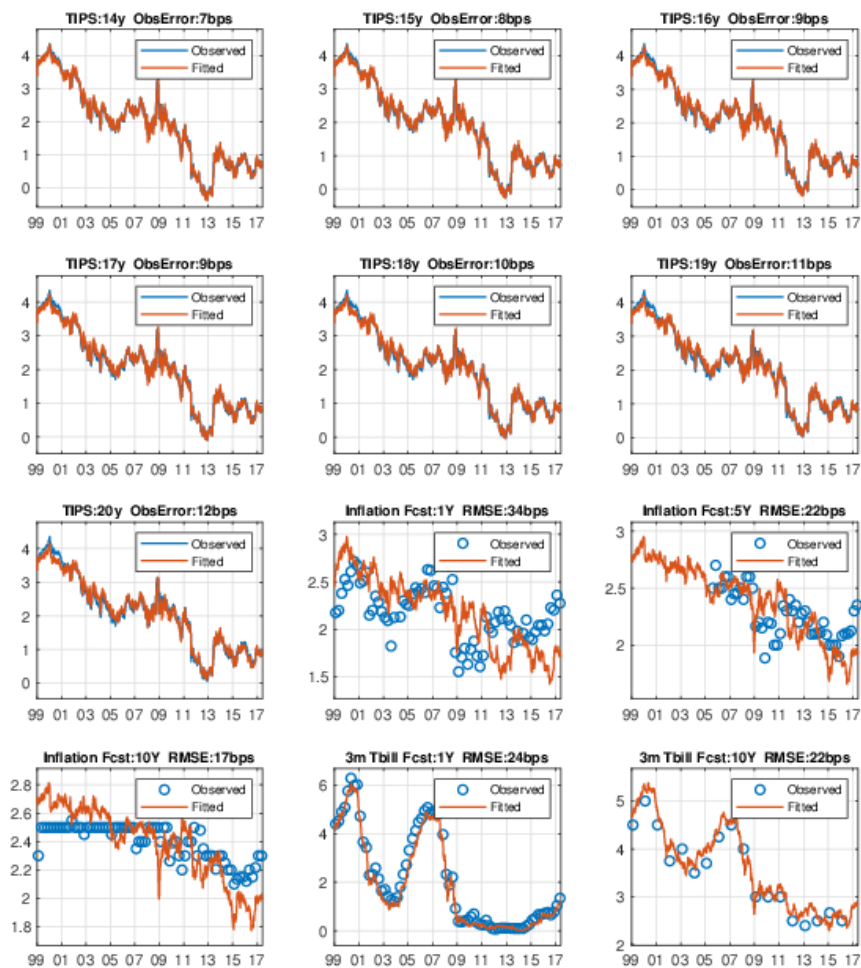 TIPS:14y ObsError:7bps
Observed
Fitted
4
3
2
1
0
99 01 03 05 07 09 11 13 15 17
TIPS:15y ObsError:8bps
Observed
Fitted
4
3
2
1
0
99 01 03 05 07 09 11 13 15 17
TIPS:16y ObsError:9bps
Observed
Fitted
4
3
2
1
0
99 01 03 05 07 09 11 13 15 17
TIPS:17y ObsError:9bps
Observed
Fitted
4
3
2
1
0
99 01 03 05 07 09 11 13 15 17
TIPS:18y ObsError:10bps
Observed
Fitted
4
3
2
1
0
99 01 03 05 07 09 11 13 15 17
TIPS:19y ObsError:11bps
Observed
Fitted
4
3
2
1
0
99 01 03 05 07 09 11 13 15 17
TIPS:20y ObsError:12bps
Observed
Fitted
4
3
2
1
0
99 01 03 05 07 09 11 13 15 17
Inflation Fcst:1Y RMSE:34bps
Observed
Fitted
3
2.5
2
1.5
99 01 03 05 07 09 11 13 15 17
Inflation Fcst:5Y RMSE:22bps
Observed
Fitted
3
2.5
2
99 01 03 05 07 09 11 13 15 17
Inflation Fcst:10Y RMSE:17bps
Observed
Fitted
2.8
2.6
2.4
2.2
2
1.8
99 01 03 05 07 09 11 13 15 17
3m Tbill Fcst:1Y RMSE:24bps
Observed
Fitted
6
4
2
0
99 01 03 05 07 09 11 13 15 17
3m Tbill Fcst:10Y RMSE:22bps
Observed
Fitted
5
4
3
2
99 01 03 05 07 09 11 13 15 17